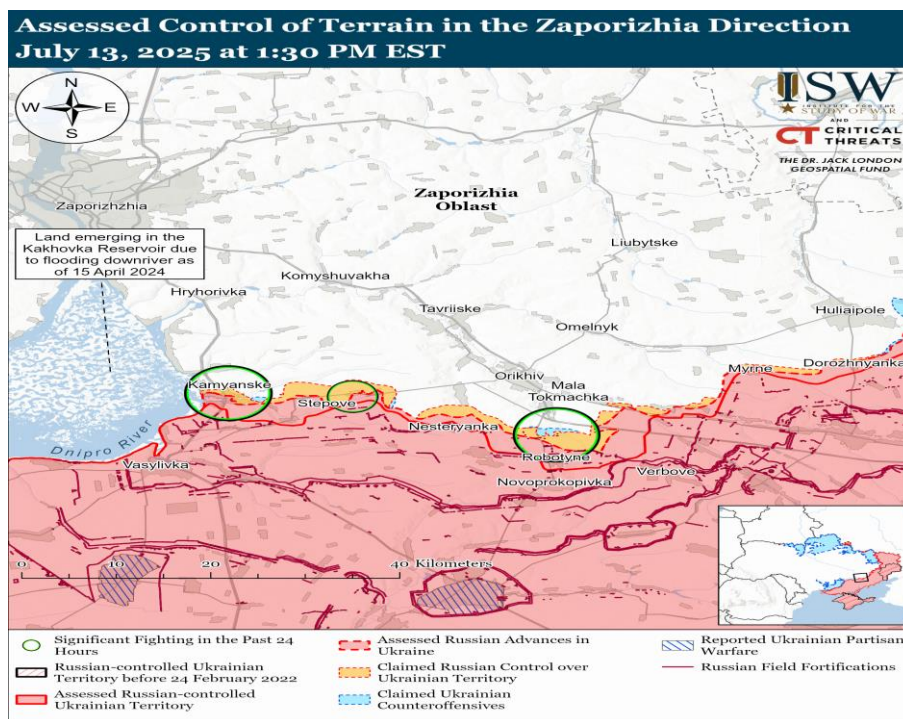 Assessed Control of Terrain in the Zaporizhia Direction
July 13, 2025 at 1:30 PM EST
N
W E
S
ISW
INSTITUTE FOR THE
STUDY OF WAR
AND
CT CRITICAL
THREATS
THE DR. JACK LONDON
GEOSPATIAL FUND
Zaporizhia
Oblast
Zaporizhzhia
Land emerging in the
Kakhovka Reservoir due
to flooding downriver as
of 15 April 2024
Liubytske
Komyshuvakha
Hryhorivka
Tavriiske
Huliaipole
Omelnyk
Orikhiv
Myrne
Dorozhnyanka
Kamyanske
Mala
Tokmachka
Stepove
Nesteryanka
Dnipro River
Vasylivka
Robotyne
Verbove
Novoprokopivka
0 10 20 40 Kilometers
Significant Fighting in the Past 24
Hours
Russian-controlled Ukrainian
Territory before 24 February 2022
Assessed Russian-controlled
Ukrainian Territory
Assessed Russian Advances in
Ukraine
Claimed Russian Control over
Ukrainian Territory
Claimed Ukrainian
Counteroffensives
Reported Ukrainian Partisan
Warfare
Russian Field Fortifications